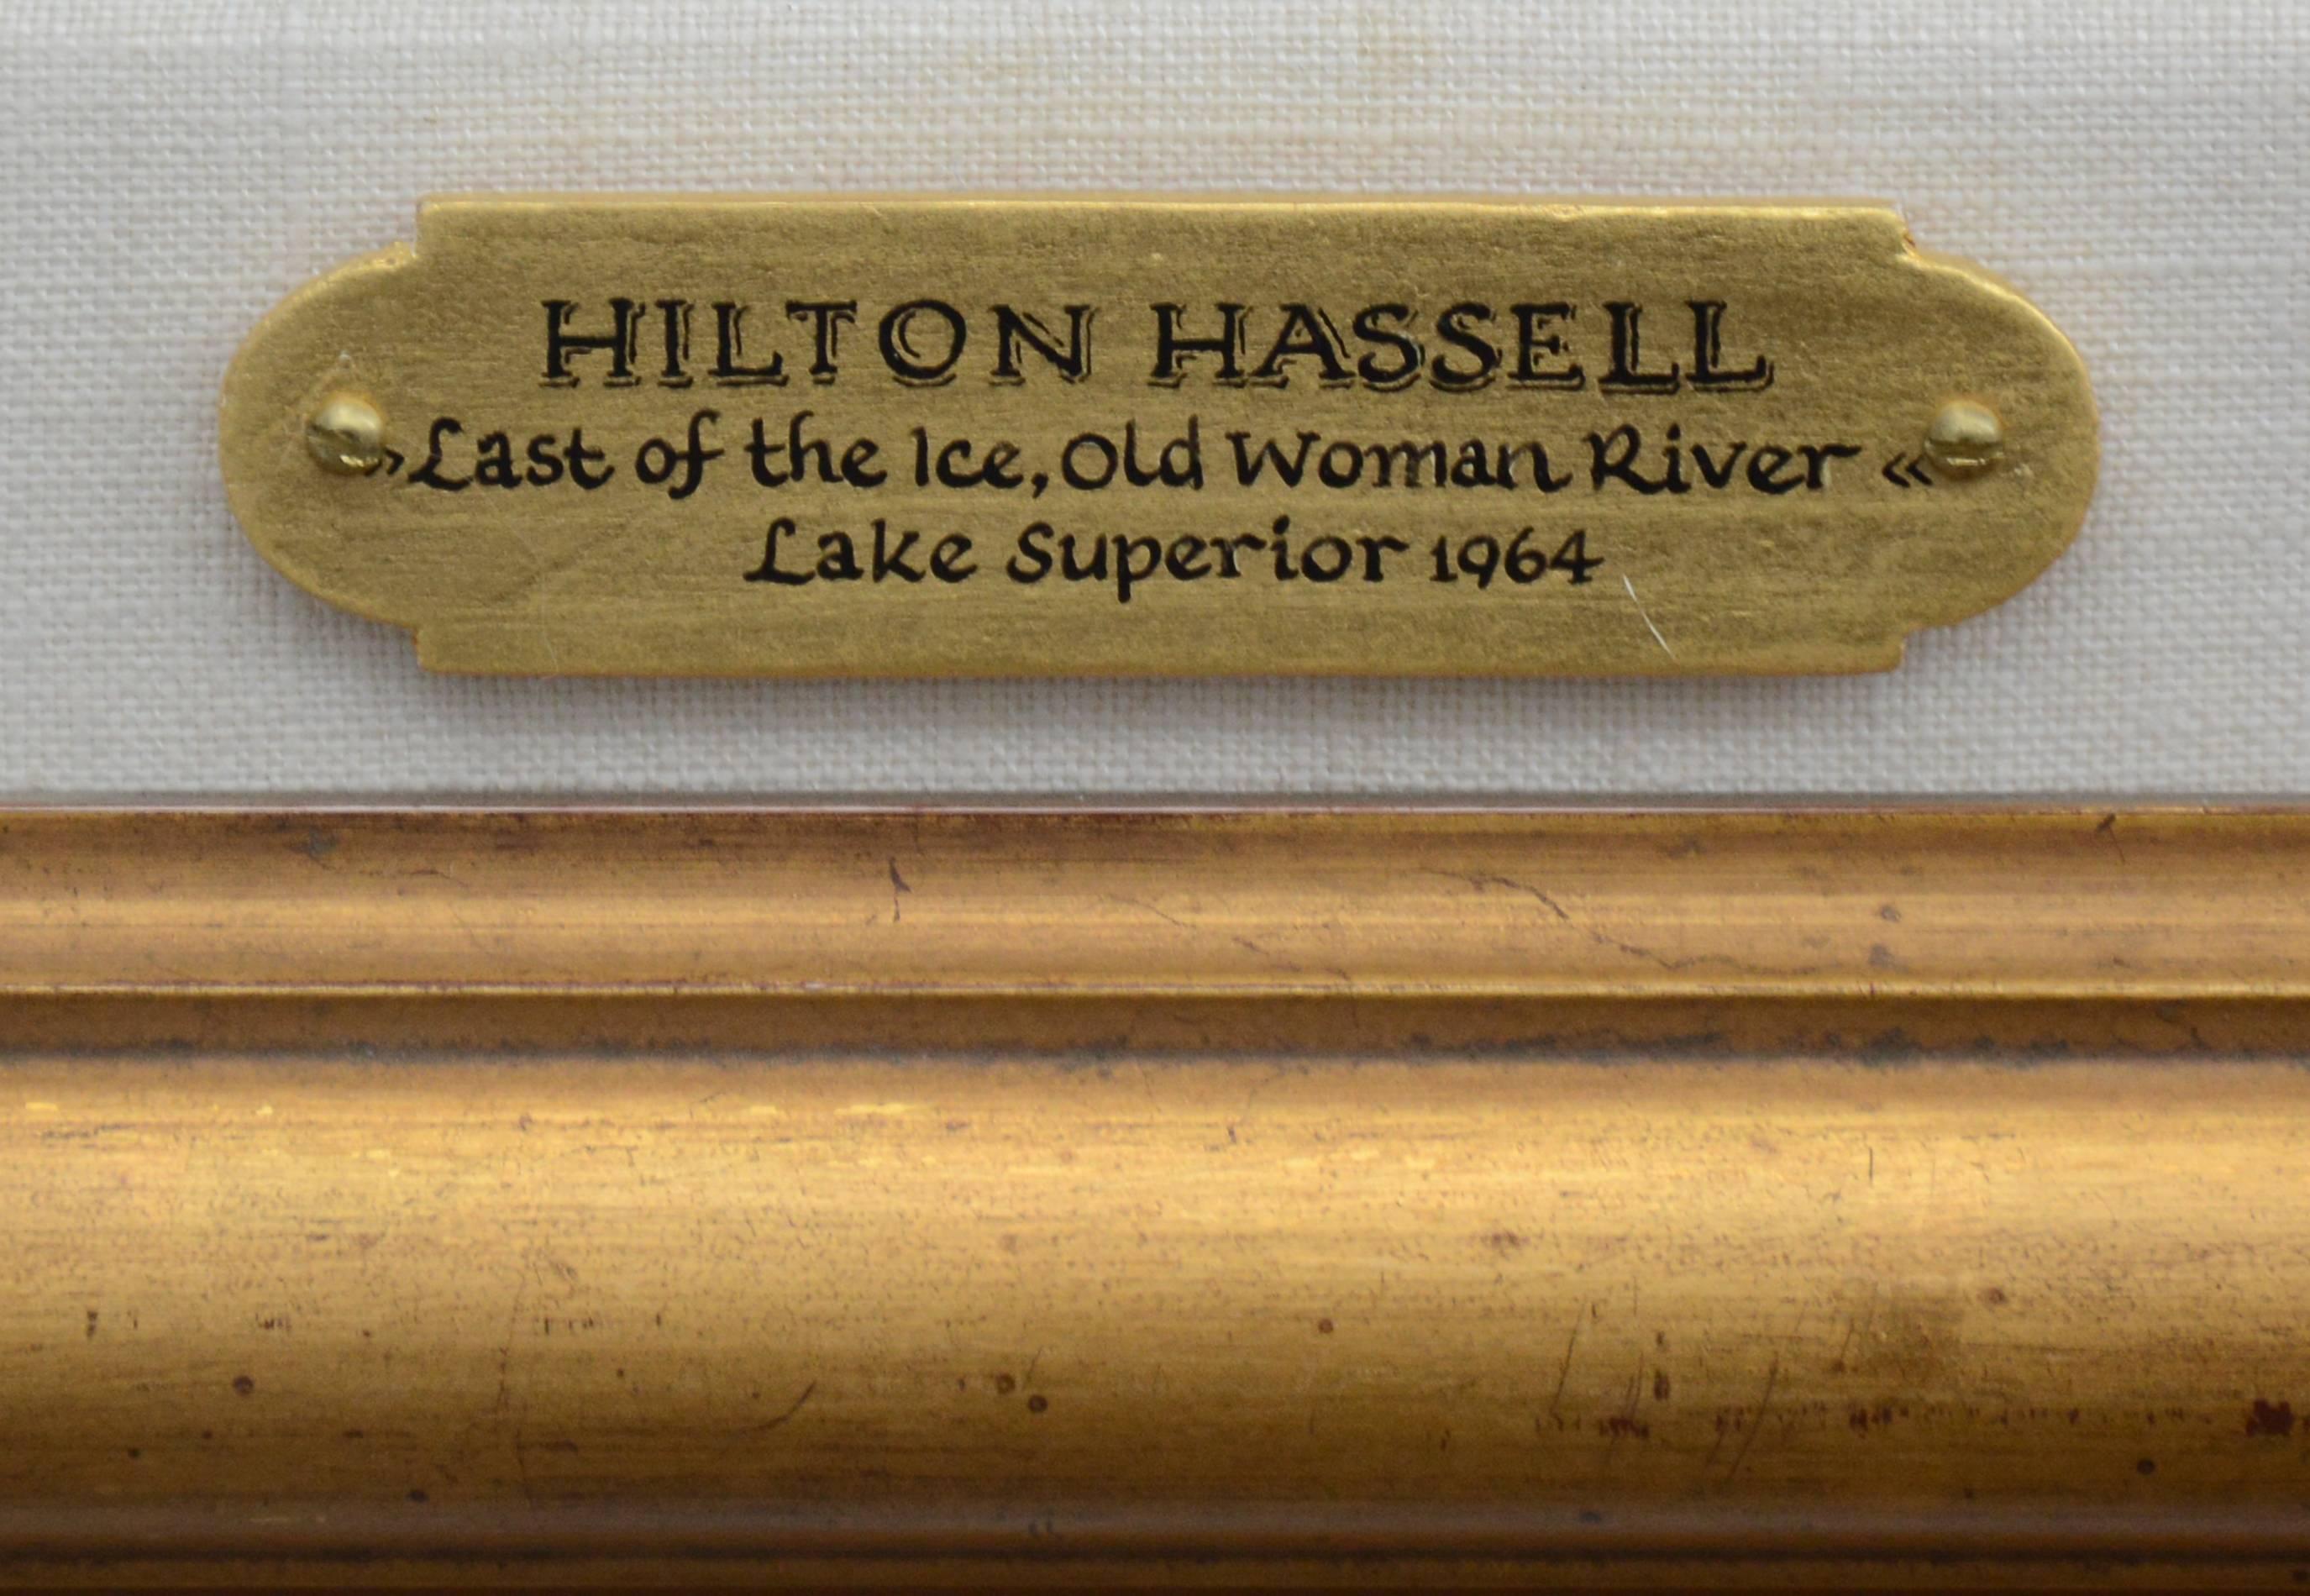 HILTON HASSELL
»Last of the Ice, Old Woman River «
Lake Superior 1964